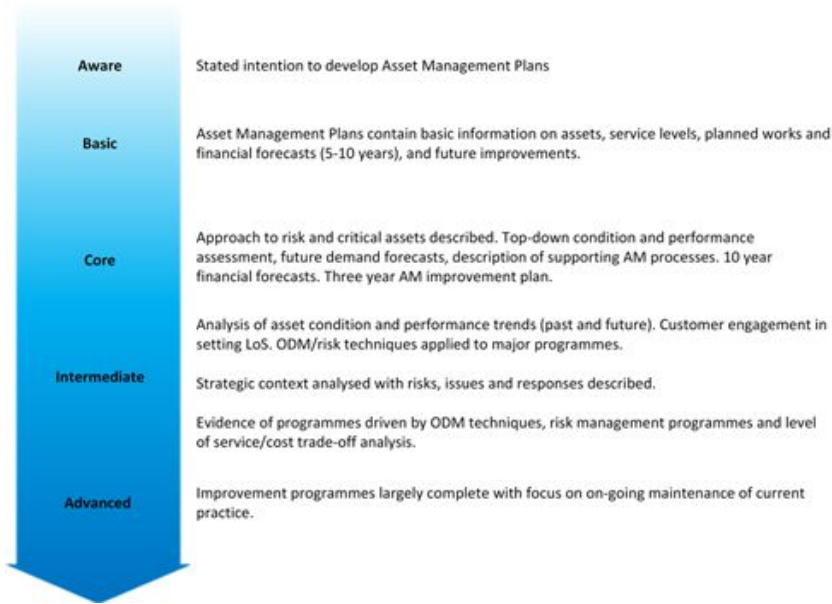 Aware
Stated intention to develop Asset Management Plans
Basic
Asset Management Plans contain basic information on assets, service levels, planned works and
financial forecasts (5-10 years), and future improvements.
Core
Approach to risk and critical assets described. Top-down condition and performance
assessment, future demand forecasts, description of supporting AM processes. 10 year
financial forecasts. Three year AM improvement plan.
Intermediate
Analysis of asset condition and performance trends (past and future). Customer engagement in
setting LoS. ODM/risk techniques applied to major programmes.
Strategic context analysed with risks, issues and responses described.
Evidence of programmes driven by ODM techniques, risk management programmes and level
of service/cost trade-off analysis.
Advanced
Improvement programmes largely complete with focus on on-going maintenance of current
practice.